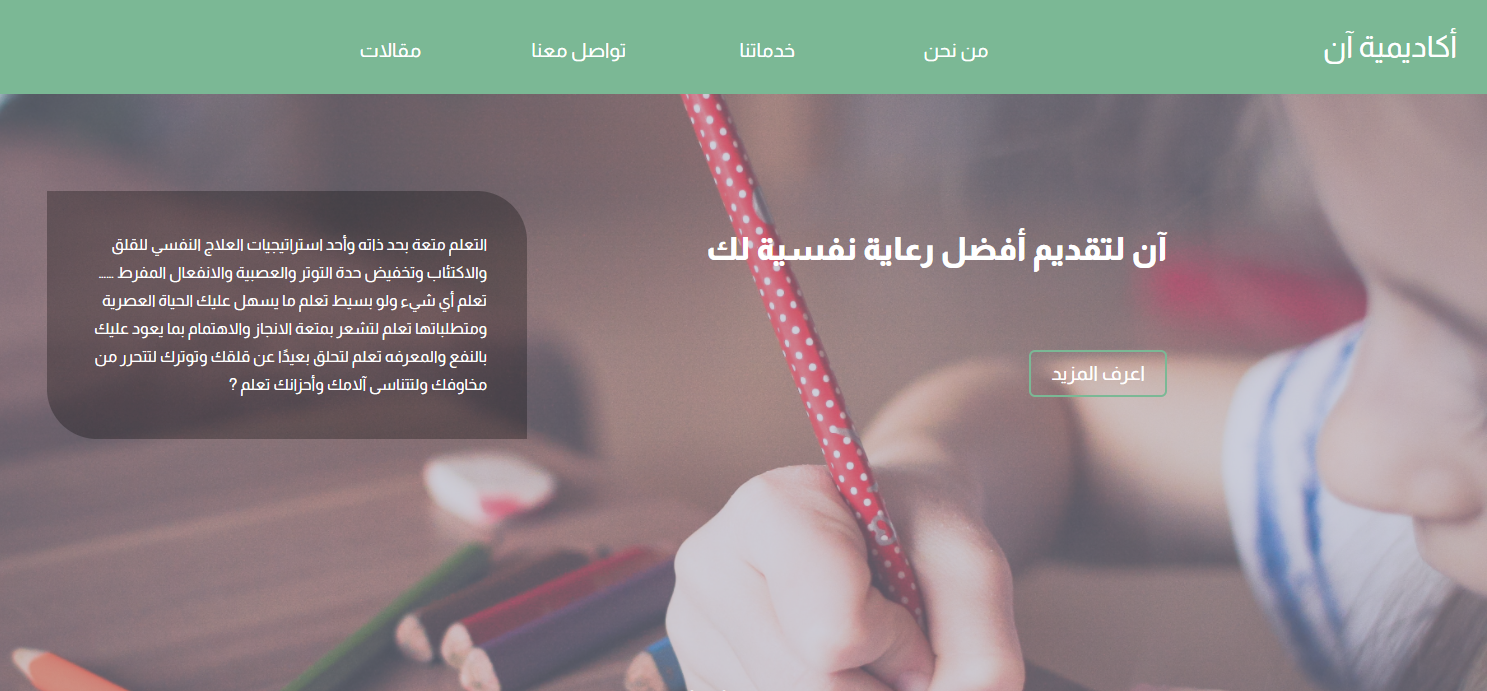 أكاديمية آن
من نحن
خدماتنا
تواصل معنا
مقالات
آن لتقديم أفضل رعاية نفسية لك
اعرف المزيد
التعلم متعة بحد ذاته وأحد استراتيجيات العلاج النفسي للقلق
والاكتئاب وتخفيض حدة التوتر والعصبية والانفعال المفرط ……
تعلم أي شيء ولو بسيط تعلم ما يسهل عليك الحياة العصرية
ومتطلباتها تعلم لتشعر بمتعة الانجاز والاهتمام بما يعود عليك
بالنفع والمعرفه تعلم لتحلق بعيدًا عن قلقك وتوترك لتتحرر من
مخاوفك ولتتناسى آلامك وأحزانك تعلم ?